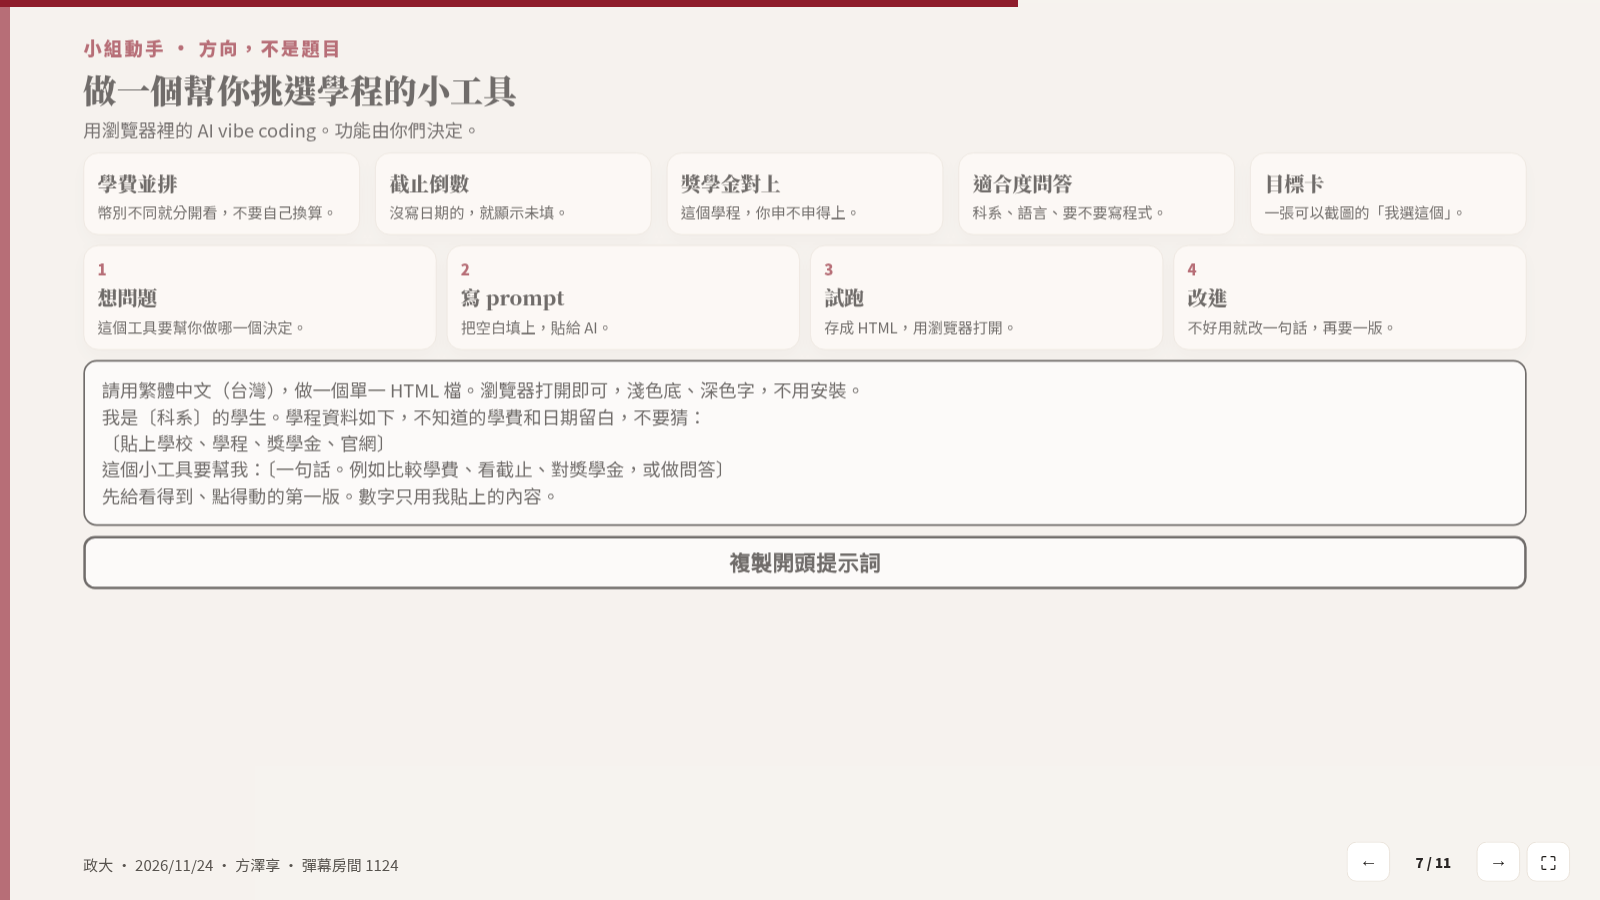 小組動手 · 方向，不是題目
做一個幫你挑選學程的小工具
用瀏覽器裡的 AI vibe coding。功能由你們決定。
學費並排
幣別不同就分開看，不要自己換算。
截止倒數
沒寫日期的，就顯示未填。
獎學金對上
這個學程，你申不申得上。
適合度問答
科系、語言、要不要寫程式。
目標卡
一張可以截圖的「我選這個」。
1
想問題
這個工具要幫你做哪一個決定。
2
寫 prompt
把空白填上，貼給 AI。
3
試跑
存成 HTML，用瀏覽器打開。
4
改進
不好用就改一句話，再要一版。
請用繁體中文（台灣），做一個單一 HTML 檔。瀏覽器打開即可，淺色底、深色字，不用安裝。
我是〔科系〕的學生。學程資料如下，不知道的學費和日期留白，不要猜：
〔貼上學校、學程、獎學金、官網〕
這個小工具要幫我：〔一句話。例如比較學費、看截止、對獎學金，或做問答〕
先給看得到、點得動的第一版。數字只用我貼上的內容。
複製開頭提示詞
政大 · 2026/11/24 · 方澤享 · 彈幕房間 1124
← 7 / 11 →